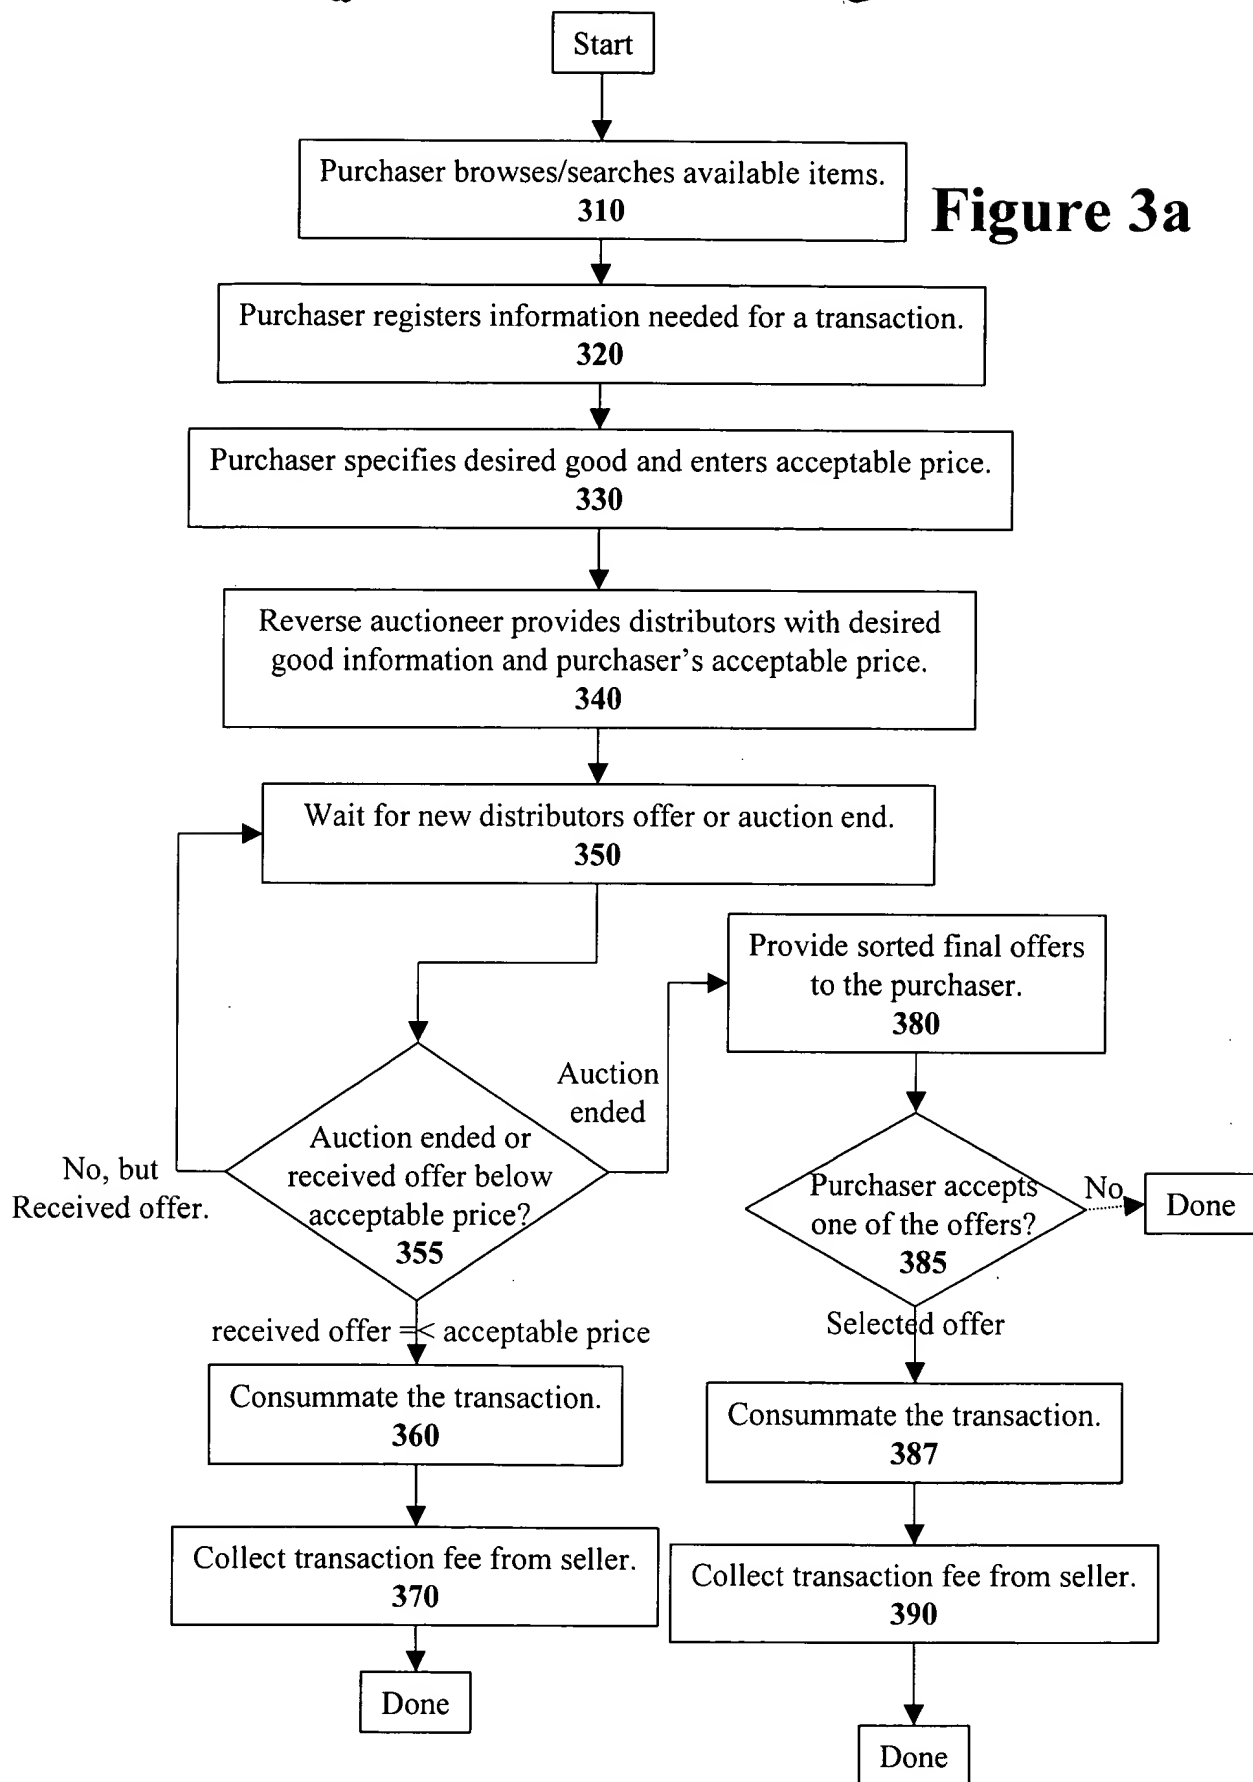 Start
Purchaser browses/searches available items.
310
Figure 3a
Purchaser registers information needed for a transaction.
320
Purchaser specifies desired good and enters acceptable price.
330
Reverse auctioneer provides distributors with desired
good information and purchaser's acceptable price.
340
Wait for new distributors offer or auction end.
350
Provide sorted final offers
to the purchaser.
380
Auction
ended
Auction ended or
received offer below
acceptable price?
355
No, but
Received offer.
Purchaser accepts
one of the offers?
385
No
Done
received offer =< acceptable price
Selected offer
Consummate the transaction.
360
Consummate the transaction.
387
Collect transaction fee from seller.
370
Collect transaction fee from seller.
390
Done
Done